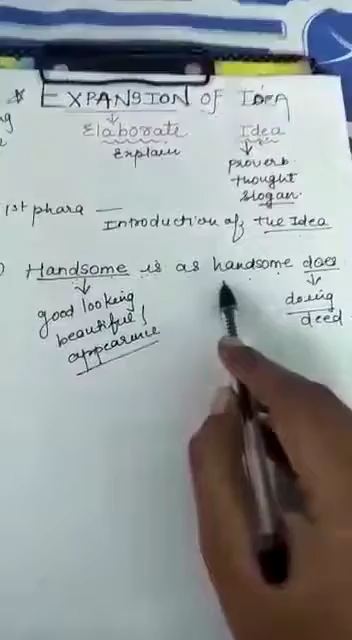 * EXPANSION OF IDEA
Elaborate Idea
Explain
proverb
thought
slogan
1st phara —
Introduction of the Idea
Handsome is as handsome does
good looking
beautiful
appearence
doing
deed